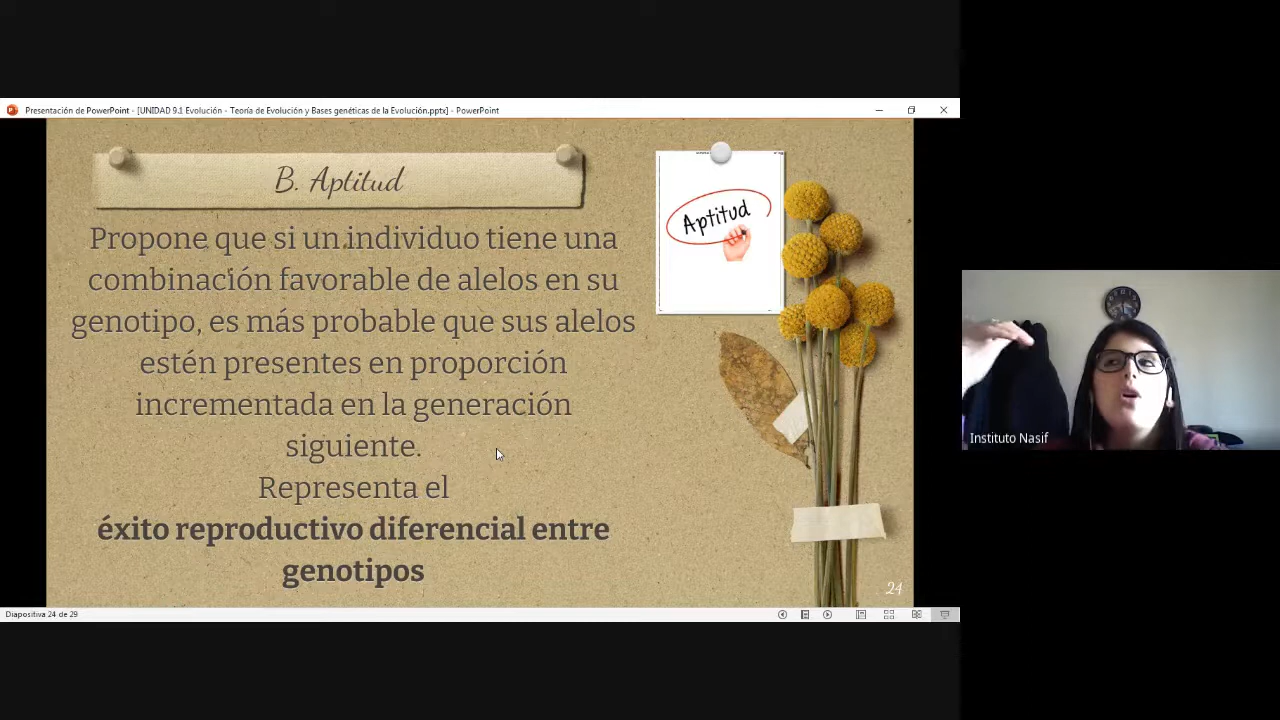 Presentación de PowerPoint - [UNIDAD 9.1 Evolución - Teoría de Evolución y Bases genéticas de la Evolución.pptx] - PowerPoint
B. Aptitud
Propone que si un individuo tiene una
combinación favorable de alelos en su
genotipo, es más probable que sus alelos
estén presentes en proporción
incrementada en la generación
siguiente.
Representa el
éxito reproductivo diferencial entre
genotipos
Aptitud
24
Diapositiva 24 de 29
Instituto Nasif